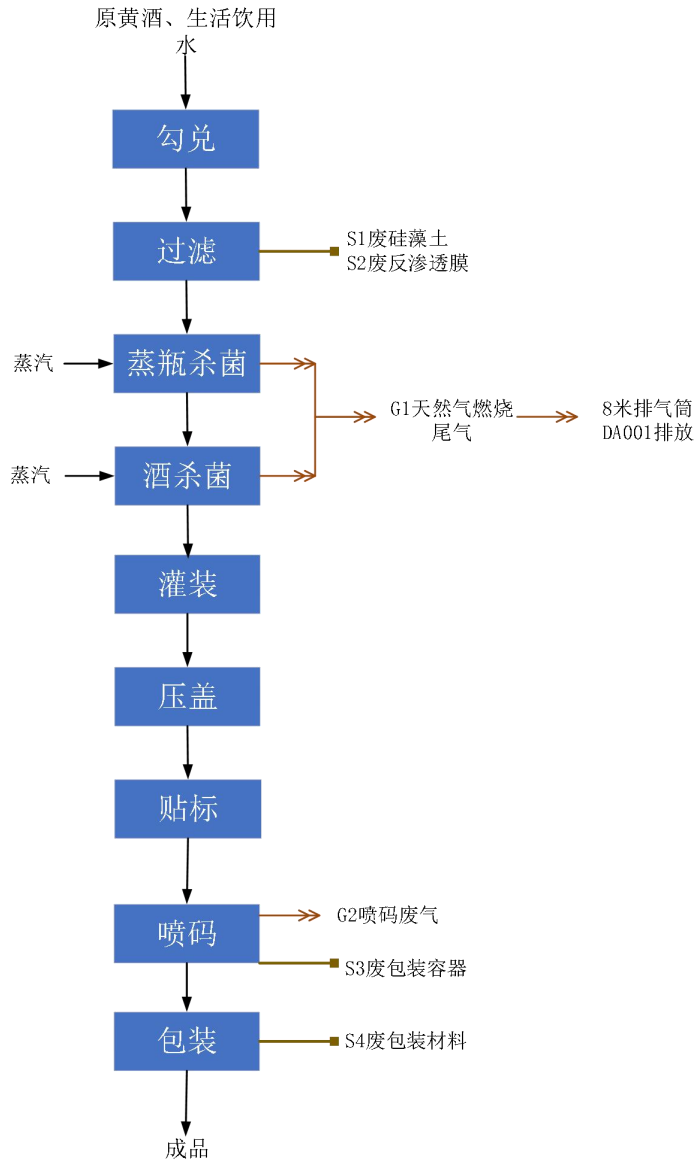 原黄酒、生活饮用
水
勾兑
过滤
S1废硅藻土
S2废反渗透膜
蒸汽
蒸瓶杀菌
G1天然气燃烧
尾气
8米排气筒
DA001排放
蒸汽
酒杀菌
灌装
压盖
贴标
喷码
G2喷码废气
S3废包装容器
包装
S4废包装材料
成品